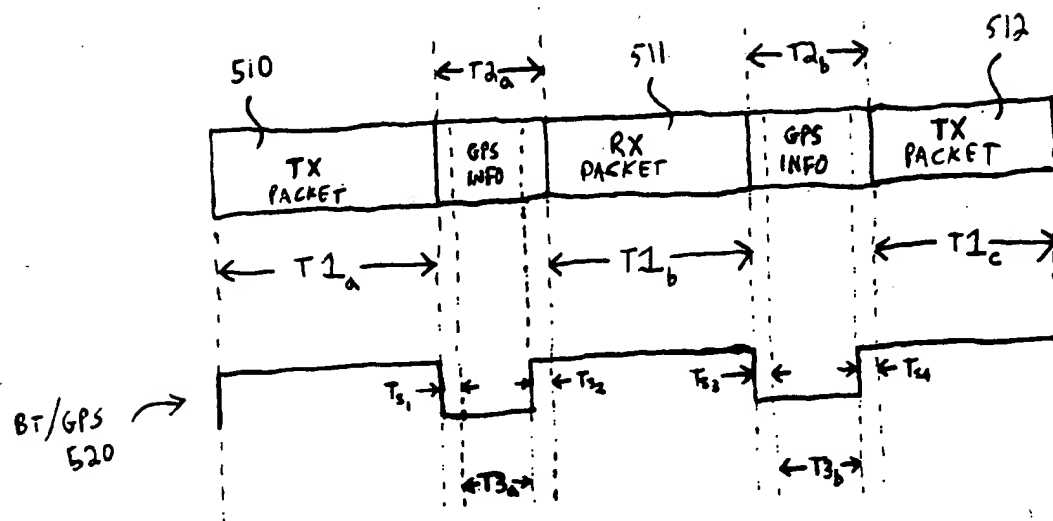 510
T2a
511
T2b
512
TX
PACKET
GPS
INFO
RX
PACKET
GPS
INFO
TX
PACKET
T1a
T1b
T1c
Ts1
Ts2
Ts3
Ts4
BT/GPS
520
T3a
T3b